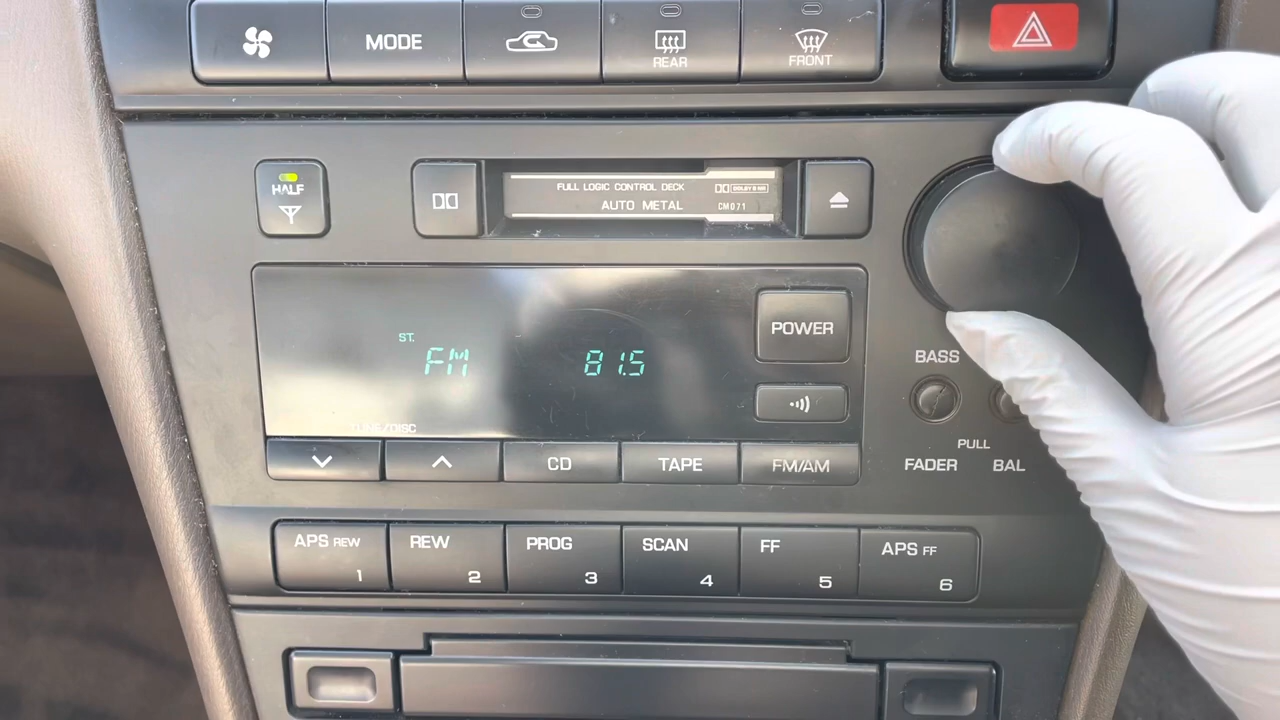 MODE
REAR
FRONT
HALF
FULL LOGIC CONTROL DECK
DOLBY B NR
AUTO METAL
CM071
POWER
ST.
FM
81.5
TUNE/DISC
CD
TAPE
FM/AM
BASS
PULL
FADER
BAL
APS REW
1
REW
2
PROG
3
SCAN
4
FF
5
APS FF
6